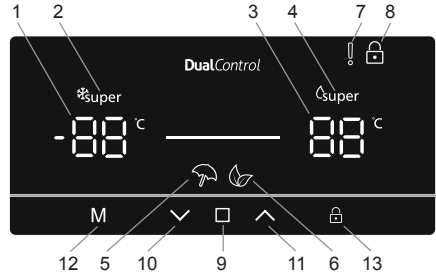 1 2 3 4 7 8
DualControl
super super
-88 °C 88 °C
M
12 5 10 9 11 6 13